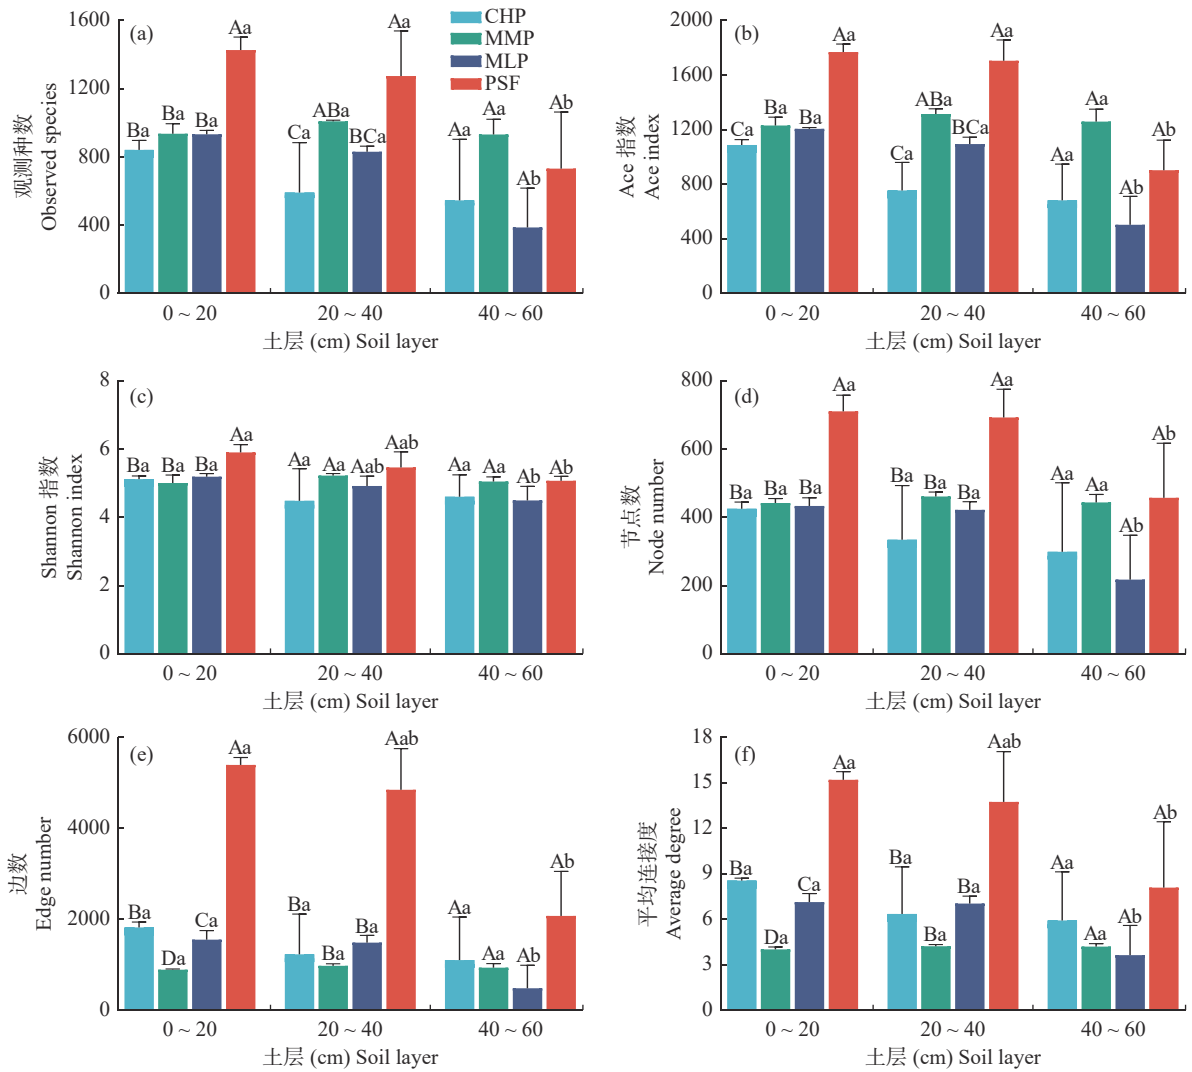 (a)
CHP
MMP
MLP
PSF
1600
1200
800
400
0
观测种数
Observed species
Ba Ba Ba Aa
Ca ABa BCa Aa
Aa Aa Ab Ab
0 ~ 20 20 ~ 40 40 ~ 60
土层 (cm) Soil layer
(b)
2000
1600
1200
800
400
0
Ace 指数
Ace index
Ca Ba Ba Aa
Ca ABa BCa Aa
Aa Aa Ab Ab
0 ~ 20 20 ~ 40 40 ~ 60
土层 (cm) Soil layer
(c)
8
6
4
2
0
Shannon 指数
Shannon index
Ba Ba Ba Aa
Aa Aa Aab Aab
Aa Aa Ab Ab
0 ~ 20 20 ~ 40 40 ~ 60
土层 (cm) Soil layer
(d)
800
600
400
200
0
节点数
Node number
Ba Ba Ba Aa
Ba Ba Ba Aa
Aa Aa Ab Ab
0 ~ 20 20 ~ 40 40 ~ 60
土层 (cm) Soil layer
(e)
6000
4000
2000
0
边数
Edge number
Ba Da Ca Aa
Ba Ba Ba Aab
Aa Aa Ab Ab
0 ~ 20 20 ~ 40 40 ~ 60
土层 (cm) Soil layer
(f)
18
15
12
9
6
3
0
平均连接度
Average degree
Ba Da Ca Aa
Ba Ba Ba Aab
Aa Aa Ab Ab
0 ~ 20 20 ~ 40 40 ~ 60
土层 (cm) Soil layer